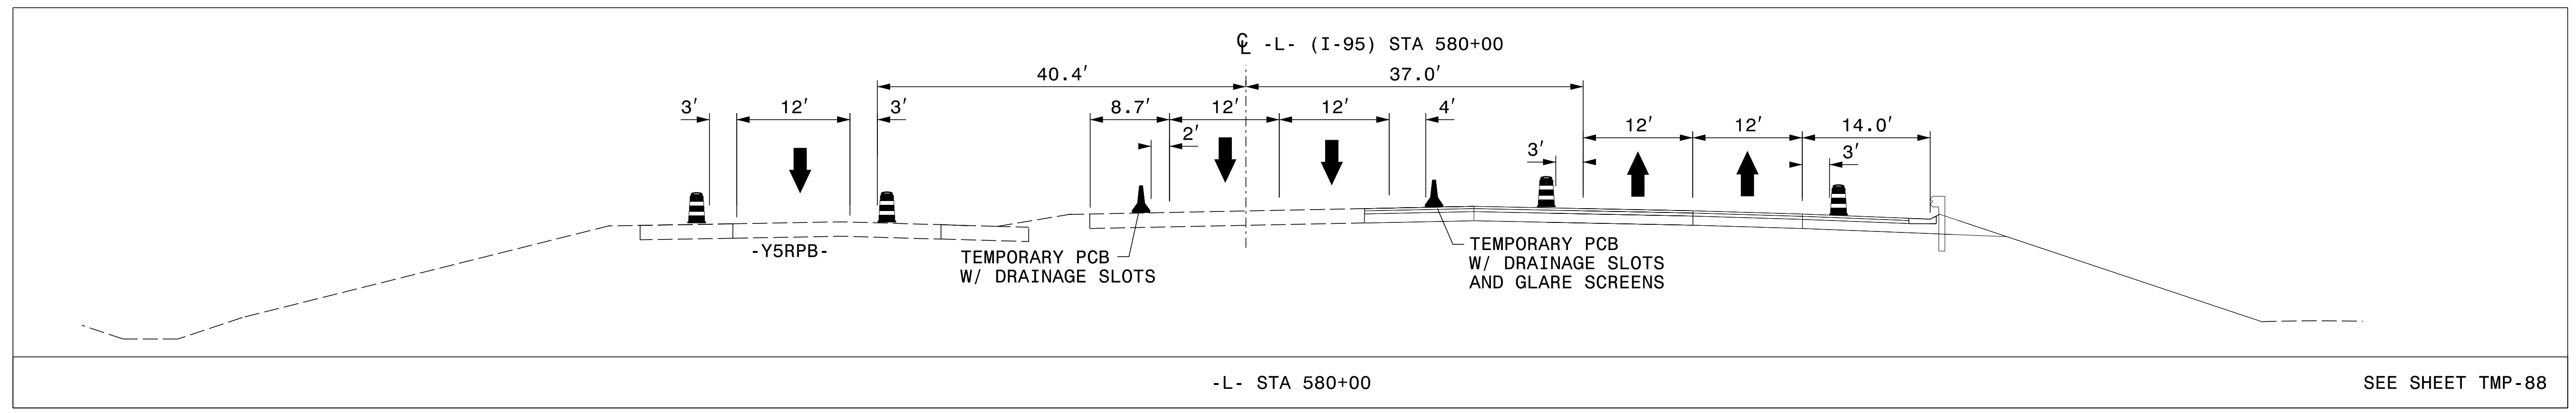 ℄ -L- (I-95) STA 580+00
40.4′ 37.0′
3′ 12′ 3′ 8.7′ 12′ 12′ 4′
2′ 12′ 12′ 14.0′
3′ 3′
-Y5RPB-
TEMPORARY PCB
W/ DRAINAGE SLOTS
TEMPORARY PCB
W/ DRAINAGE SLOTS
AND GLARE SCREENS
-L- STA 580+00
SEE SHEET TMP-88